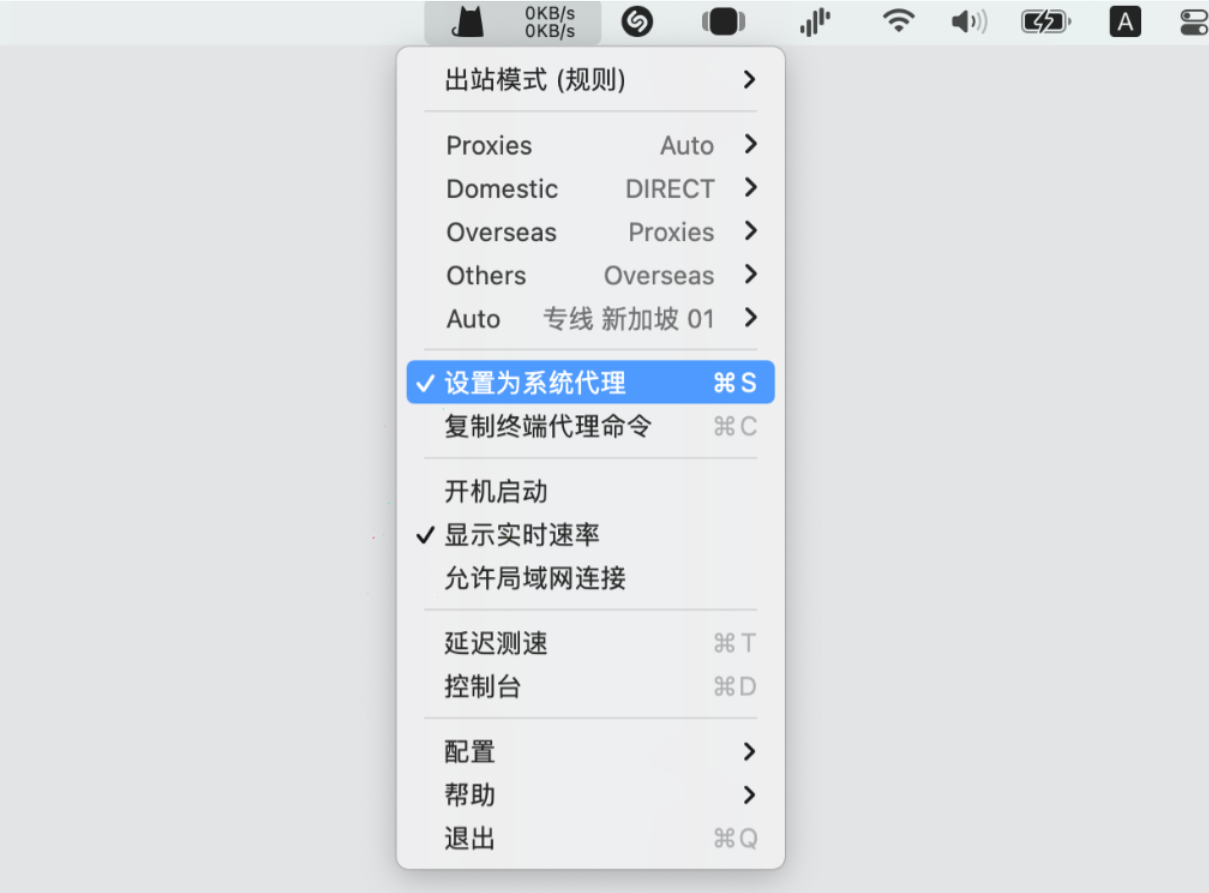 0KB/s
0KB/s
A
出站模式 (规则)
Proxies Auto
Domestic DIRECT
Overseas Proxies
Others Overseas
Auto 专线 新加坡 01
设置为系统代理 ⌘S
复制终端代理命令 ⌘C
开机启动
显示实时速率
允许局域网连接
延迟测速 ⌘T
控制台 ⌘D
配置
帮助
退出 ⌘Q